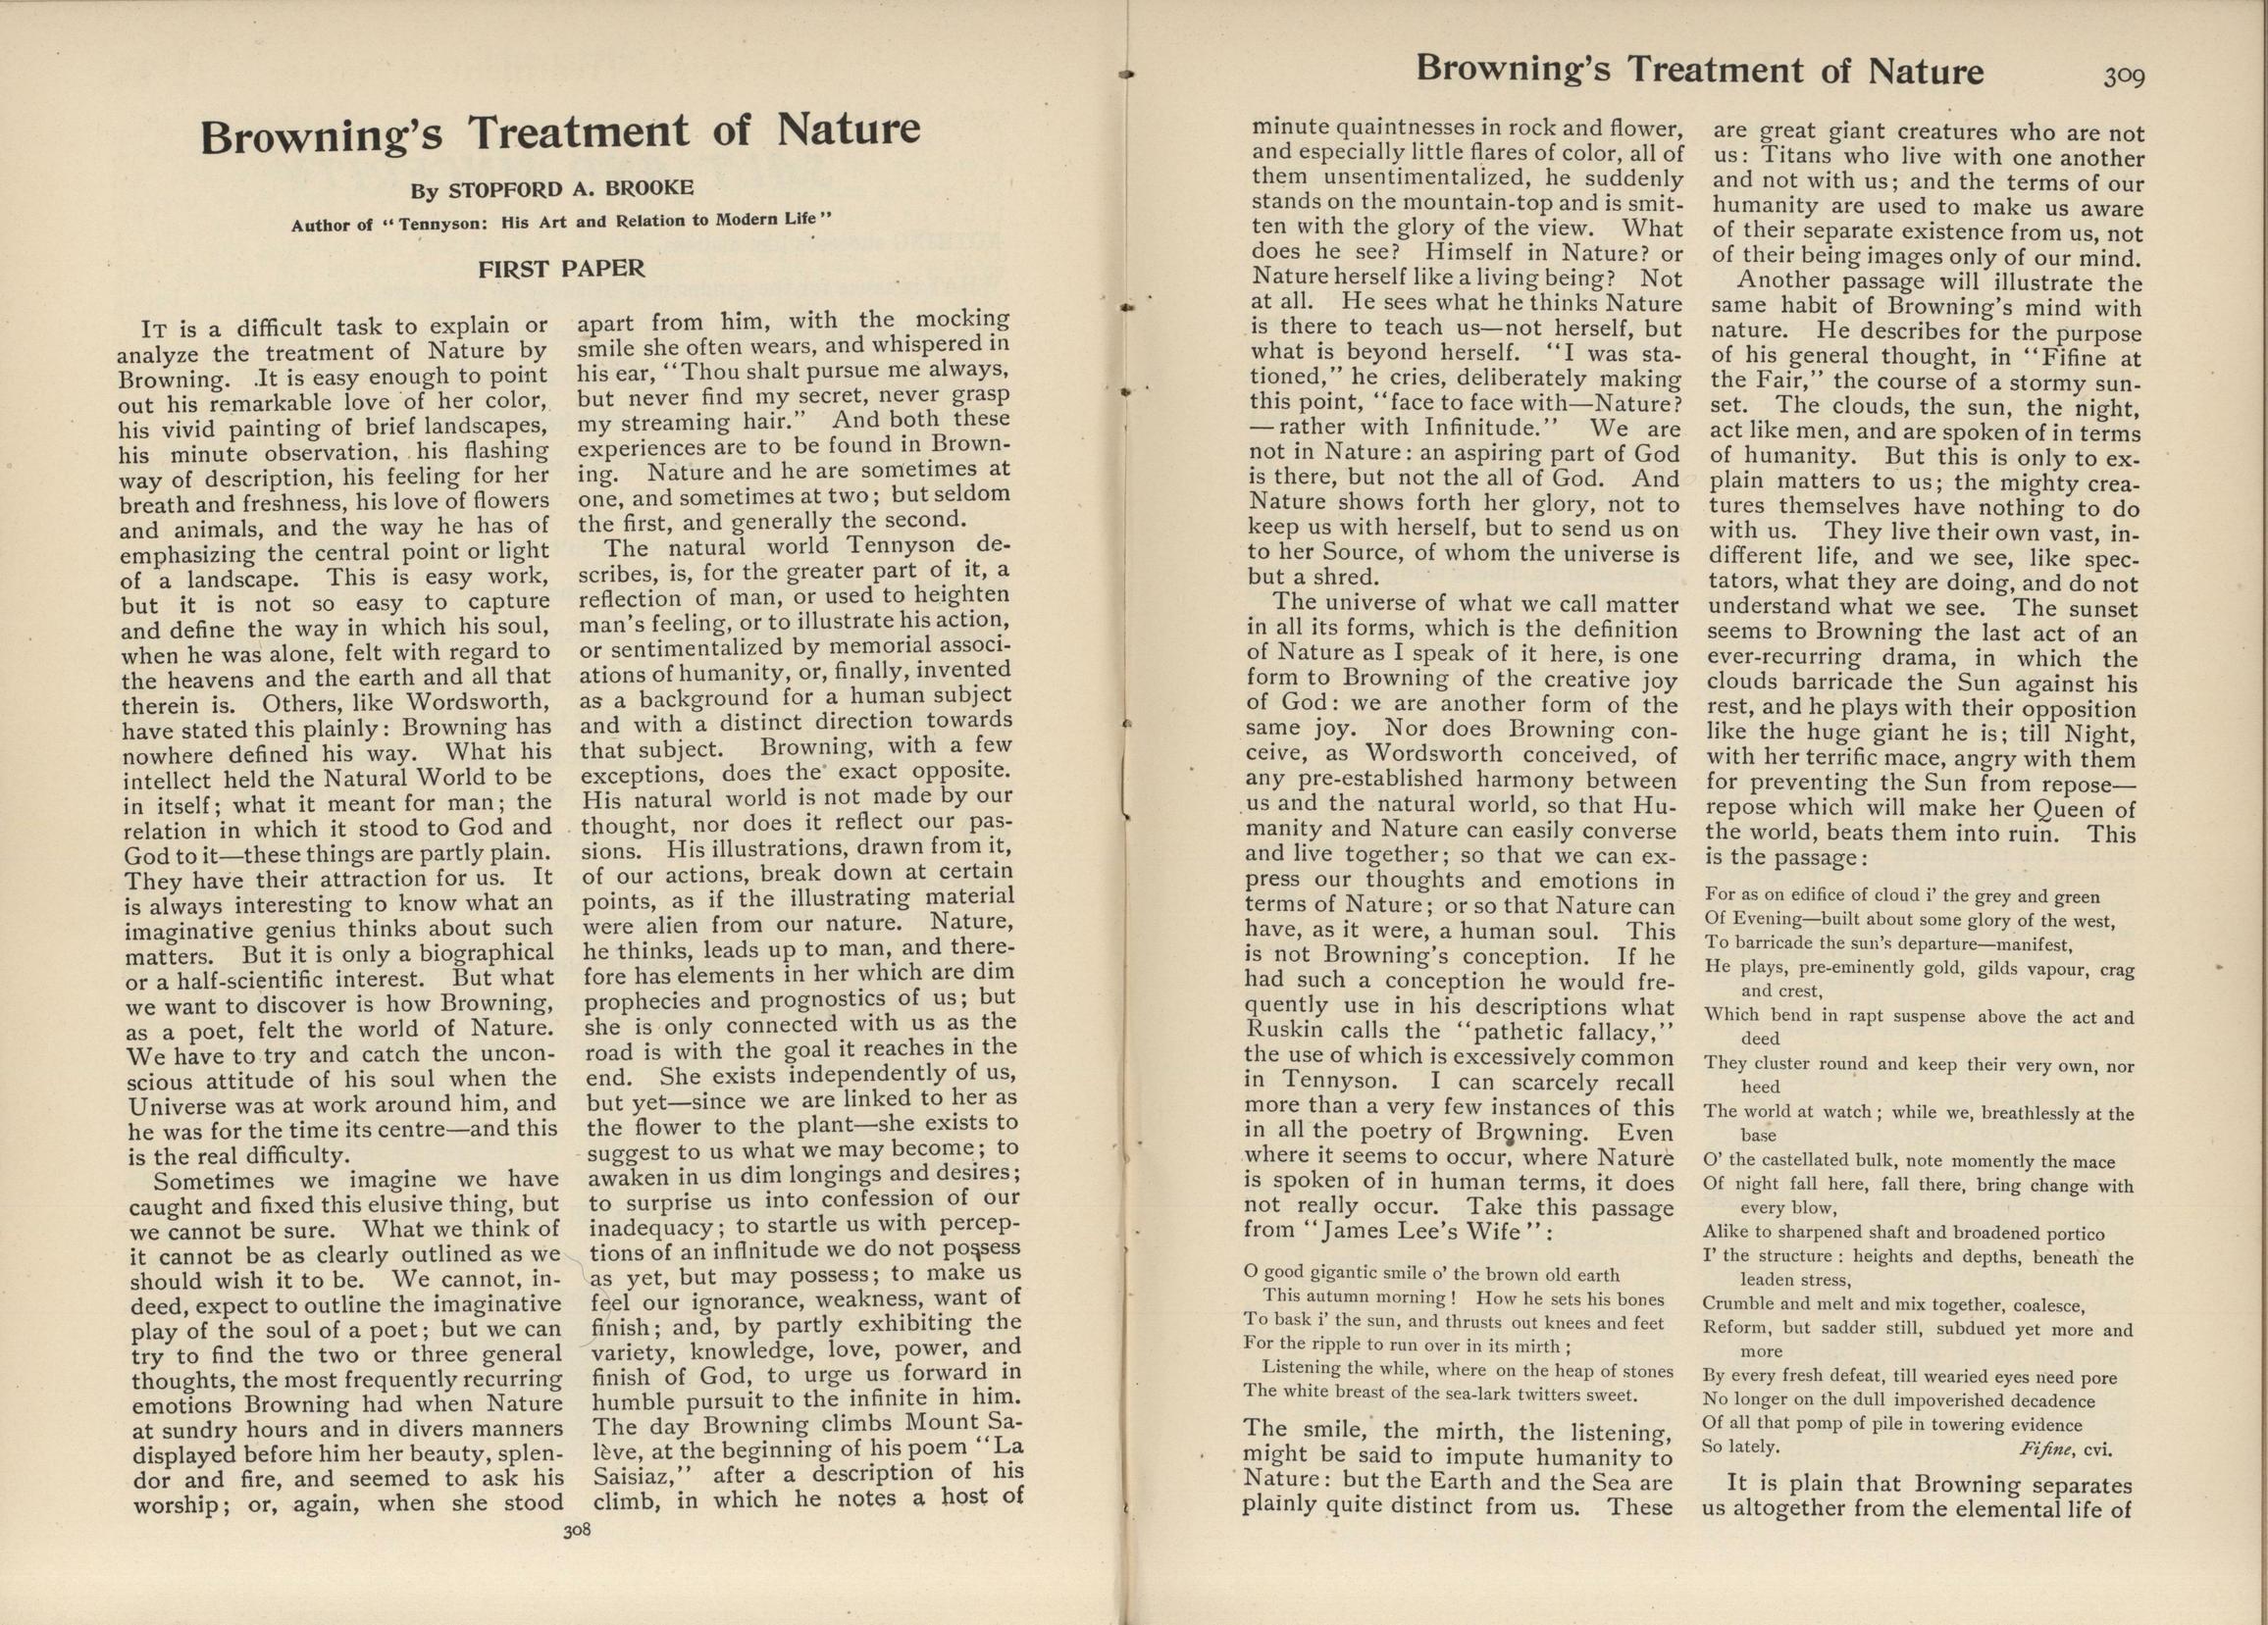 Browning's Treatment of Nature
By STOPFORD A. BROOKE
Author of “Tennyson: His Art and Relation to Modern Life”
FIRST PAPER
IT is a difficult task to explain or
analyze the treatment of Nature by
Browning. It is easy enough to point
out his remarkable love of her color,
his vivid painting of brief landscapes,
his minute observation, his flashing
way of description, his feeling for her
breath and freshness, his love of flowers
and animals, and the way he has of
emphasizing the central point or light
of a landscape. This is easy work,
but it is not so easy to capture
and define the way in which his soul,
when he was alone, felt with regard to
the heavens and the earth and all that
therein is. Others, like Wordsworth,
have stated this plainly: Browning has
nowhere defined his way. What his
intellect held the Natural World to be
in itself; what it meant for man; the
relation in which it stood to God and
God to it—these things are partly plain.
They have their attraction for us. It
is always interesting to know what an
imaginative genius thinks about such
matters. But it is only a biographical
or a half-scientific interest. But what
we want to discover is how Browning,
as a poet, felt the world of Nature.
We have to try and catch the uncon-
scious attitude of his soul when the
Universe was at work around him, and
he was for the time its centre—and this
is the real difficulty.
Sometimes we imagine we have
caught and fixed this elusive thing, but
we cannot be sure. What we think of
it cannot be as clearly outlined as we
should wish it to be. We cannot, in-
deed, expect to outline the imaginative
play of the soul of a poet; but we can
try to find the two or three general
thoughts, the most frequently recurring
emotions Browning had when Nature
at sundry hours and in divers manners
displayed before him her beauty, splen-
dor and fire, and seemed to ask his
worship; or, again, when she stood
apart from him, with the mocking
smile she often wears, and whispered in
his ear, “Thou shalt pursue me always,
but never find my secret, never grasp
my streaming hair.” And both these
experiences are to be found in Brown-
ing. Nature and he are sometimes at
one, and sometimes at two; but seldom
the first, and generally the second.
The natural world Tennyson de-
scribes, is, for the greater part of it, a
reflection of man, or used to heighten
man's feeling, or to illustrate his action,
or sentimentalized by memorial associ-
ations of humanity, or, finally, invented
as a background for a human subject
and with a distinct direction towards
that subject. Browning, with a few
exceptions, does the exact opposite.
His natural world is not made by our
thought, nor does it reflect our pas-
sions. His illustrations, drawn from it,
of our actions, break down at certain
points, as if the illustrating material
were alien from our nature. Nature,
he thinks, leads up to man, and there-
fore has elements in her which are dim
prophecies and prognostics of us; but
she is only connected with us as the
road is with the goal it reaches in the
end. She exists independently of us,
but yet—since we are linked to her as
the flower to the plant—she exists to
suggest to us what we may become; to
awaken in us dim longings and desires;
to surprise us into confession of our
inadequacy; to startle us with percep-
tions of an infinitude we do not possess
as yet, but may possess; to make us
feel our ignorance, weakness, want of
finish; and, by partly exhibiting the
variety, knowledge, love, power, and
finish of God, to urge us forward in
humble pursuit to the infinite in him.
The day Browning climbs Mount Sa-
lève, at the beginning of his poem “La
Saisiaz,” after a description of his
climb, in which he notes a host of
308
Browning's Treatment of Nature 309
minute quaintnesses in rock and flower,
and especially little flares of color, all of
them unsentimentalized, he suddenly
stands on the mountain-top and is smit-
ten with the glory of the view. What
does he see? Himself in Nature? or
Nature herself like a living being? Not
at all. He sees what he thinks Nature
is there to teach us—not herself, but
what is beyond herself. “I was sta-
tioned,” he cries, deliberately making
this point, “face to face with—Nature?
—rather with Infinitude.” We are
not in Nature: an aspiring part of God
is there, but not the all of God. And
Nature shows forth her glory, not to
keep us with herself, but to send us on
to her Source, of whom the universe is
but a shred.
The universe of what we call matter
in all its forms, which is the definition
of Nature as I speak of it here, is one
form to Browning of the creative joy
of God: we are another form of the
same joy. Nor does Browning con-
ceive, as Wordsworth conceived, of
any pre-established harmony between
us and the natural world, so that Hu-
manity and Nature can easily converse
and live together; so that we can ex-
press our thoughts and emotions in
terms of Nature; or so that Nature can
have, as it were, a human soul. This
is not Browning's conception. If he
had such a conception he would fre-
quently use in his descriptions what
Ruskin calls the “pathetic fallacy,”
the use of which is excessively common
in Tennyson. I can scarcely recall
more than a very few instances of this
in all the poetry of Browning. Even
where it seems to occur, where Nature
is spoken of in human terms, it does
not really occur. Take this passage
from “James Lee's Wife”:
O good gigantic smile o' the brown old earth
This autumn morning! How he sets his bones
To bask i' the sun, and thrusts out knees and feet
For the ripple to run over in its mirth;
Listening the while, where on the heap of stones
The white breast of the sea-lark twitters sweet.
The smile, the mirth, the listening,
might be said to impute humanity to
Nature: but the Earth and the Sea are
plainly quite distinct from us. These
are great giant creatures who are not
us: Titans who live with one another
and not with us; and the terms of our
humanity are used to make us aware
of their separate existence from us, not
of their being images only of our mind.
Another passage will illustrate the
same habit of Browning's mind with
nature. He describes for the purpose
of his general thought, in “Fifine at
the Fair,” the course of a stormy sun-
set. The clouds, the sun, the night,
act like men, and are spoken of in terms
of humanity. But this is only to ex-
plain matters to us; the mighty crea-
tures themselves have nothing to do
with us. They live their own vast, in-
different life, and we see, like spec-
tators, what they are doing, and do not
understand what we see. The sunset
seems to Browning the last act of an
ever-recurring drama, in which the
clouds barricade the Sun against his
rest, and he plays with their opposition
like the huge giant he is; till Night,
with her terrific mace, angry with them
for preventing the Sun from repose—
repose which will make her Queen of
the world, beats them into ruin. This
is the passage:
For as on edifice of cloud i' the grey and green
Of Evening—built about some glory of the west,
To barricade the sun's departure—manifest,
He plays, pre-eminently gold, gilds vapour, crag
and crest,
Which bend in rapt suspense above the act and
deed
They cluster round and keep their very own, nor
heed
The world at watch; while we, breathlessly at the
base
O' the castellated bulk, note momently the mace
Of night fall here, fall there, bring change with
every blow,
Alike to sharpened shaft and broadened portico
I' the structure: heights and depths, beneath the
leaden stress,
Crumble and melt and mix together, coalesce,
Reform, but sadder still, subdued yet more and
more
By every fresh defeat, till wearied eyes need pore
No longer on the dull impoverished decadence
Of all that pomp of pile in towering evidence
So lately. Fifine, cvi.
It is plain that Browning separates
us altogether from the elemental life of